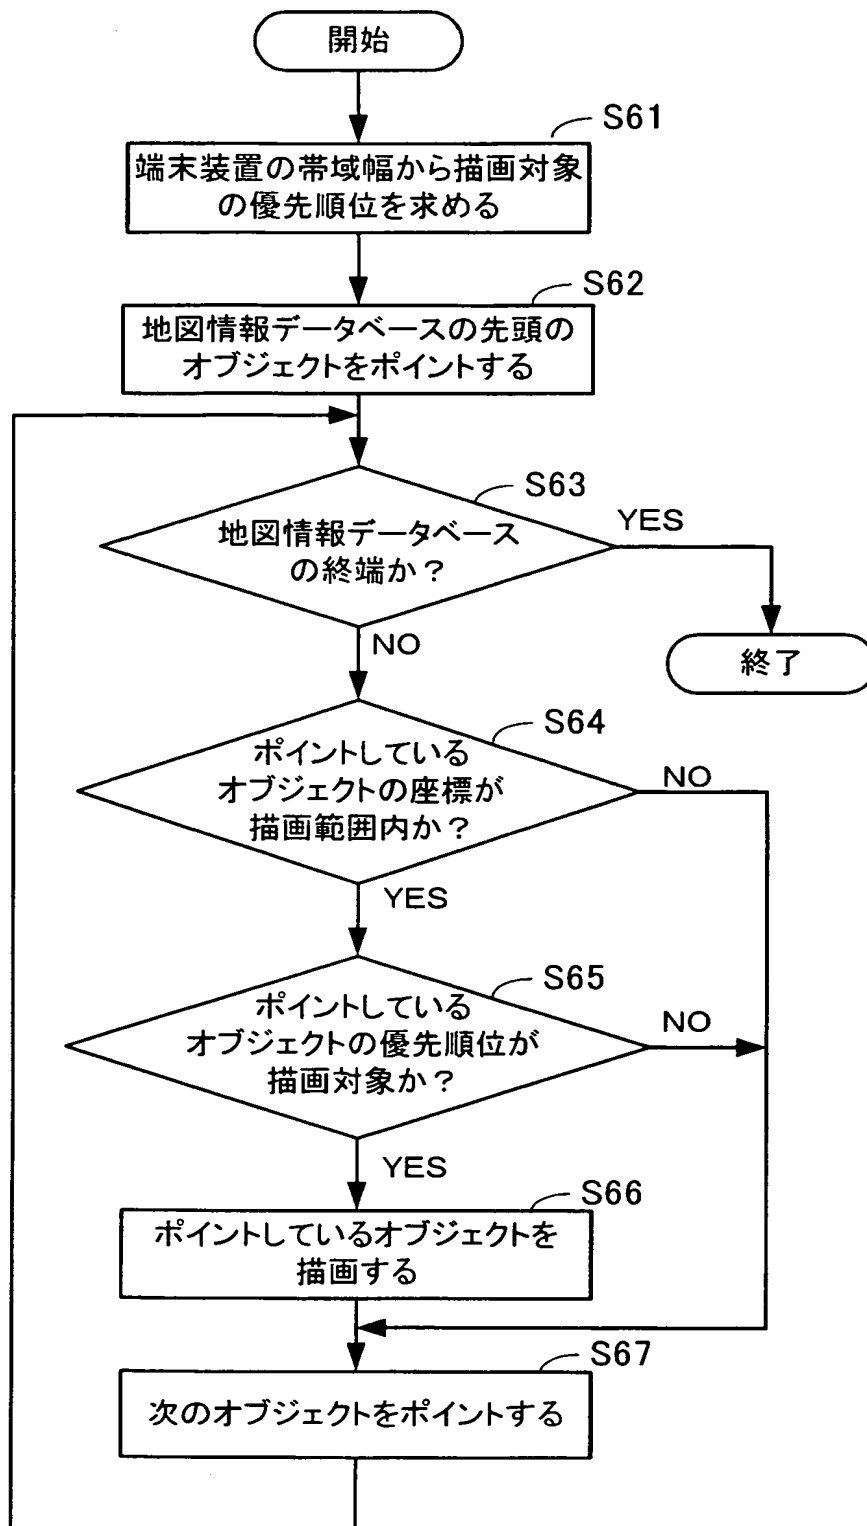 開始
S61
端末装置の帯域幅から描画対象
の優先順位を求める
S62
地図情報データベースの先頭の
オブジェクトをポイントする
S63
地図情報データベース
の終端か？
YES
NO
終了
S64
ポイントしている
オブジェクトの座標が
描画範囲内か？
NO
YES
S65
ポイントしている
オブジェクトの優先順位が
描画対象か？
NO
YES
S66
ポイントしているオブジェクトを
描画する
S67
次のオブジェクトをポイントする